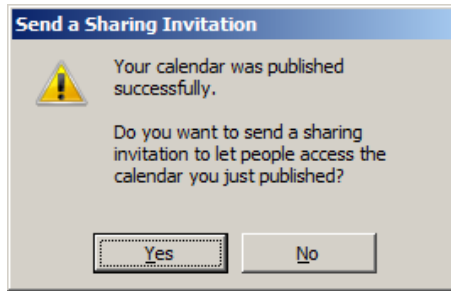 Send a Sharing Invitation
Your calendar was published
successfully.
Do you want to send a sharing
invitation to let people access the
calendar you just published?
Yes
No